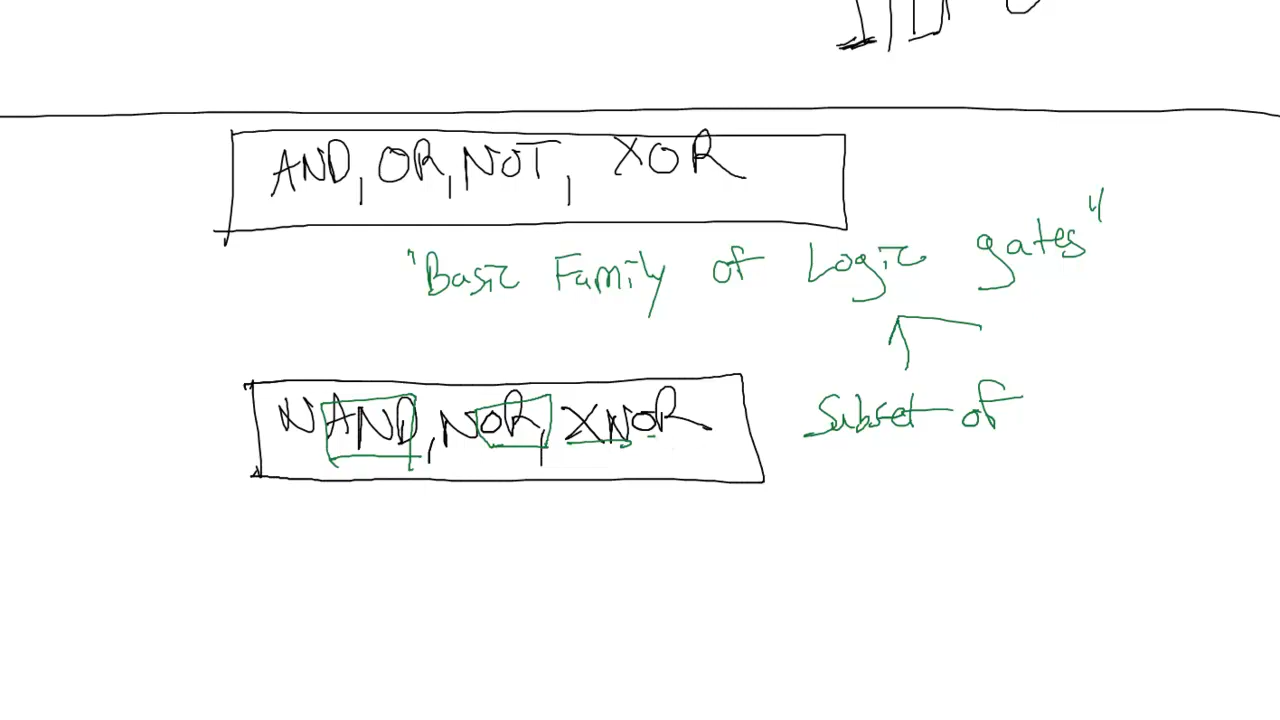 AND, OR, NOT, XOR
"Basic Family of Logic gates"
NAND, NOR, XNOR
Subset of